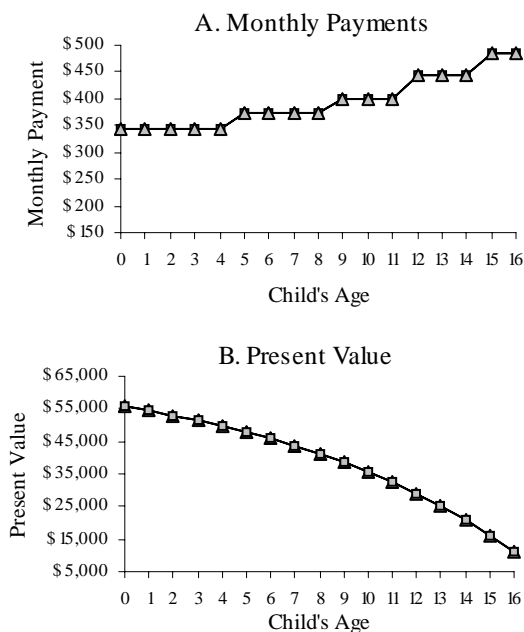 A. Monthly Payments
$500
$450
$400
$350
$300
$250
$200
$150
Monthly Payment
0 1 2 3 4 5 6 7 8 9 10 11 12 13 14 15 16
Child's Age
B. Present Value
$65,000
$55,000
$45,000
$35,000
$25,000
$15,000
$5,000
Present Value
0 1 2 3 4 5 6 7 8 9 10 11 12 13 14 15 16
Child's Age